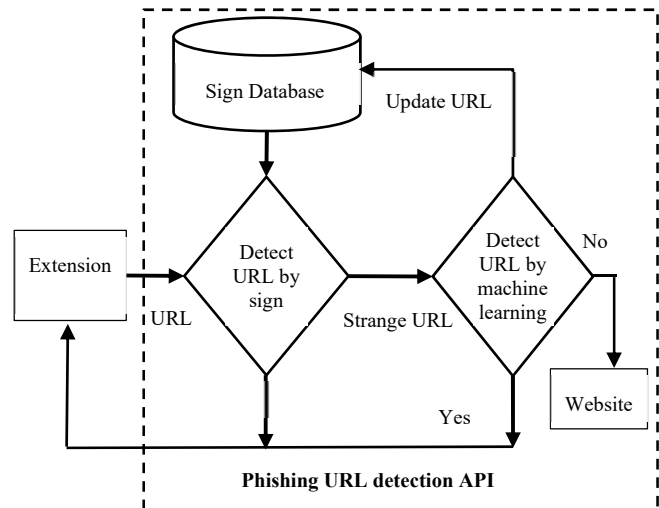 Sign Database
Update URL
Extension
Detect
URL by
sign
Detect
URL by
machine
learning
No
URL
Strange URL
Website
Yes
Phishing URL detection API